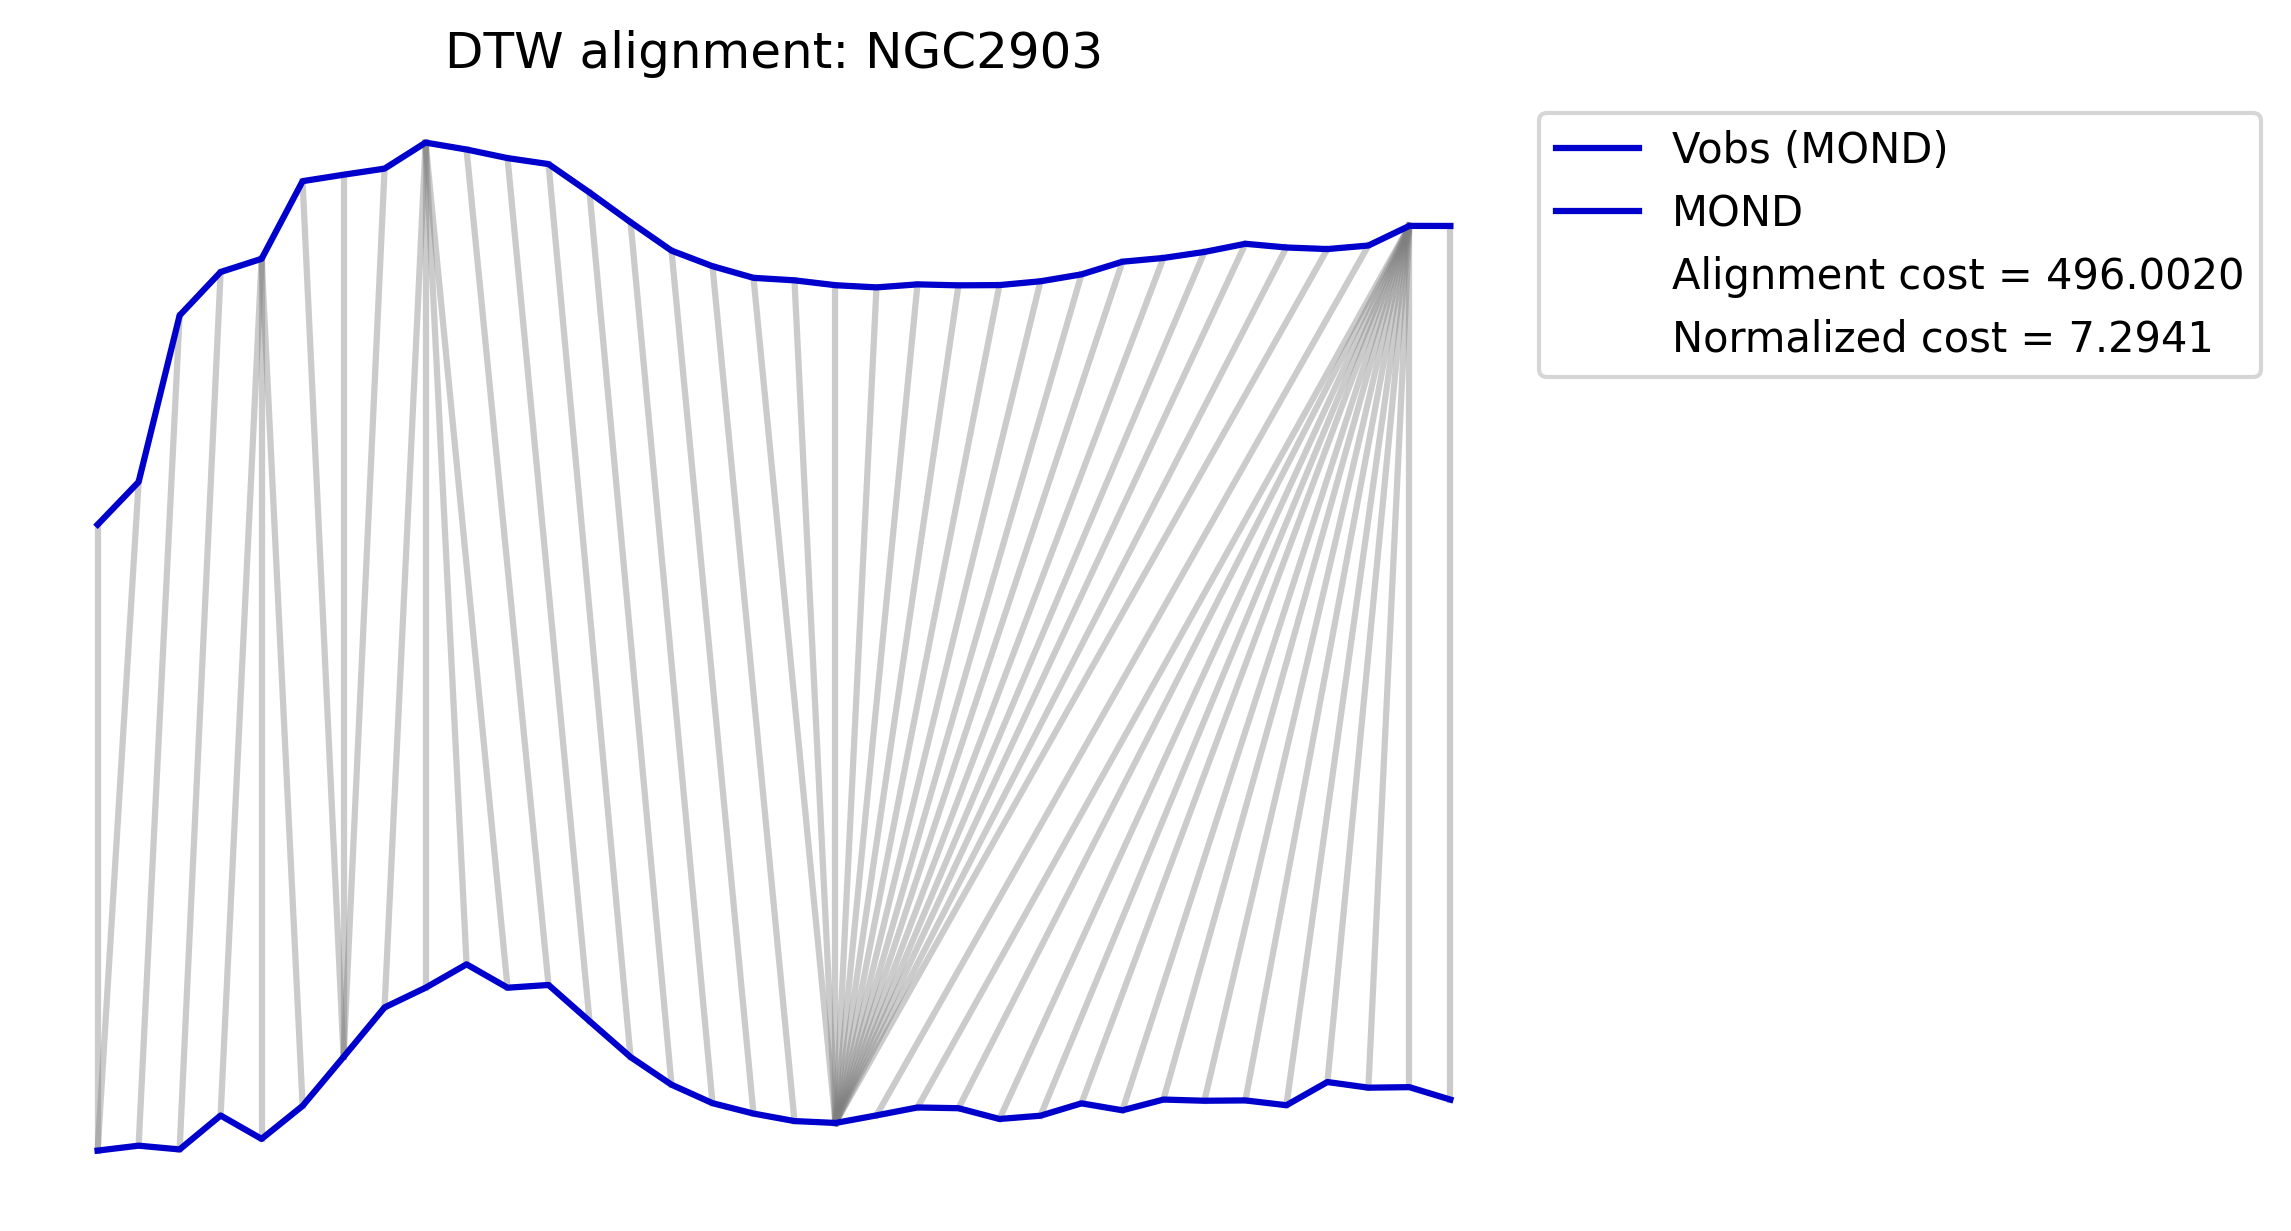 DTW alignment: NGC2903
Vobs (MOND)
MOND
Alignment cost = 496.0020
Normalized cost = 7.2941